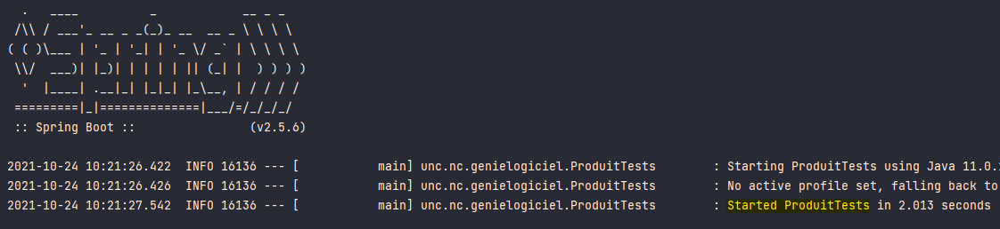 .   ____          _            __ _ _
 /\\ / ___'_ __ _ _(_)_ __  __ _ \ \ \ \
( ( )\___ | '_ | '_| | '_ \/ _` | \ \ \ \
 \\/  ___)| |_)| | | | | || (_| |  ) ) ) )
  '  |____| .__|_| |_|_| |_\__, | / / / /
 =========|_|==============|___/=/_/_/_/
 :: Spring Boot ::                (v2.5.6)
2021-10-24 10:21:26.422  INFO 16136 --- [           main] unc.nc.genielogiciel.ProduitTests        : Starting ProduitTests using Java 11.0.
2021-10-24 10:21:26.426  INFO 16136 --- [           main] unc.nc.genielogiciel.ProduitTests        : No active profile set, falling back to
2021-10-24 10:21:27.542  INFO 16136 --- [           main] unc.nc.genielogiciel.ProduitTests        : Started ProduitTests in 2.013 seconds